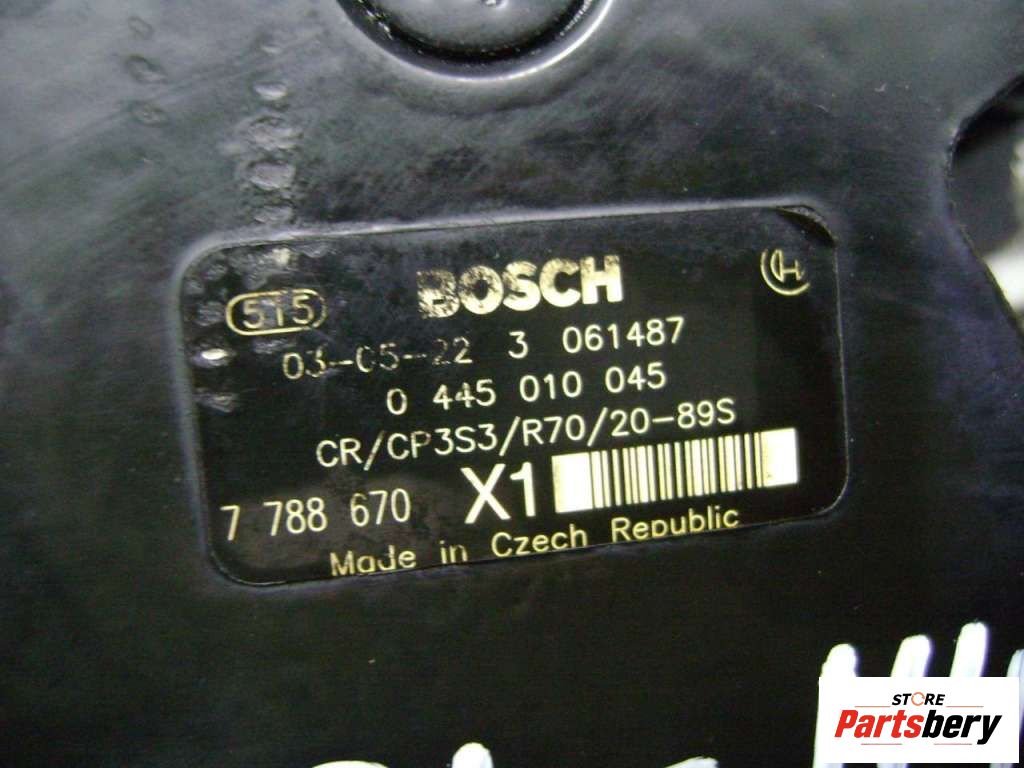 BOSCH
515
03-05-22 3 061487
0 445 010 045
CR/CP3S3/R70/20-89S
7 788 670 X1
Made in Czech Republic
STORE
Partsbery